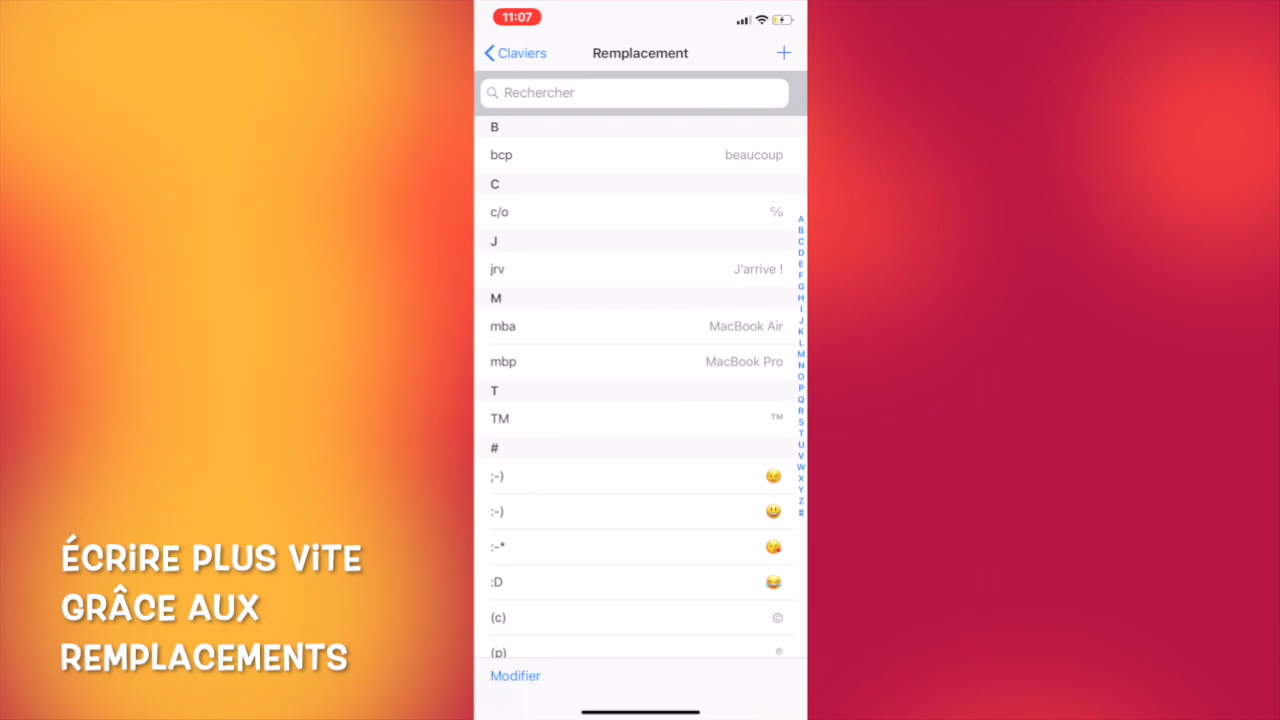 11:07
Claviers
Remplacement
+
Rechercher
B
bcp beaucoup
C
c/o ℅
J
jrv J'arrive !
M
mba MacBook Air
mbp MacBook Pro
T
TM ™
#
;-) 😉
:-) 😃
:-* 😘
:D 😂
(c) ©
(p) ℗
Modifier
A
B
C
D
E
F
G
H
I
J
K
L
M
N
O
P
Q
R
S
T
U
V
W
X
Y
Z
#
ÉCRIRE PLUS VITE
GRÂCE AUX
REMPLACEMENTS